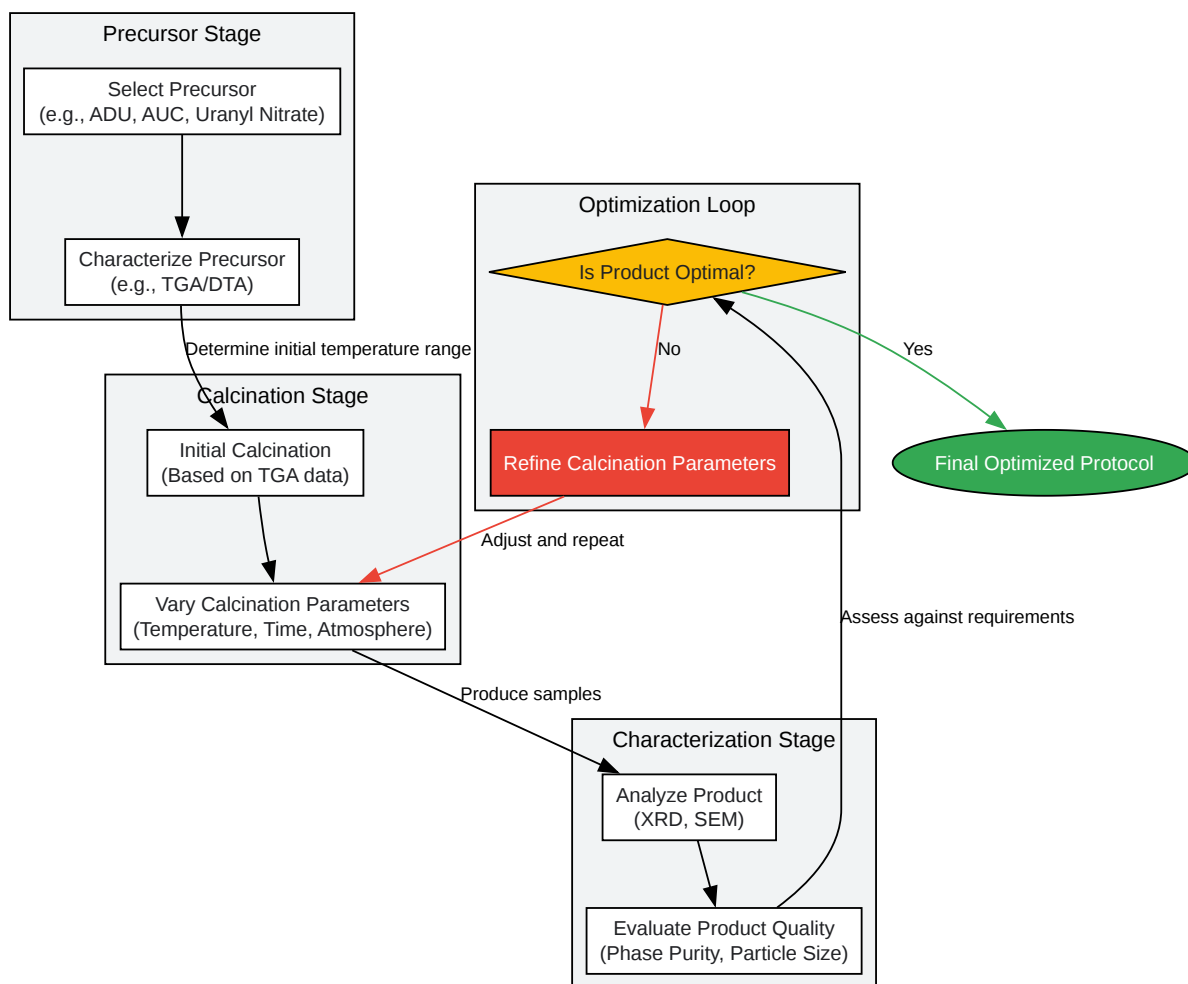 Precursor Stage
Select Precursor
(e.g., ADU, AUC, Uranyl Nitrate)
Characterize Precursor
(e.g., TGA/DTA)
Determine initial temperature range
Calcination Stage
Initial Calcination
(Based on TGA data)
Vary Calcination Parameters
(Temperature, Time, Atmosphere)
Optimization Loop
Is Product Optimal?
No
Yes
Refine Calcination Parameters
Final Optimized Protocol
Adjust and repeat
Assess against requirements
Produce samples
Characterization Stage
Analyze Product
(XRD, SEM)
Evaluate Product Quality
(Phase Purity, Particle Size)